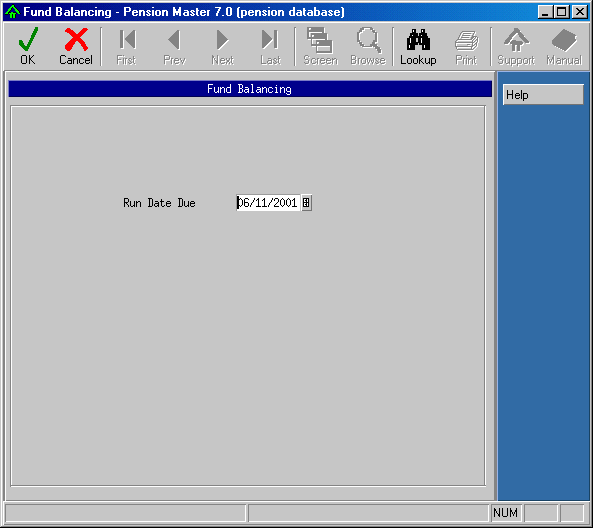 Fund Balancing - Pension Master 7.0 (pension database)
OK Cancel First Prev Next Last Screen Browse Lookup Print Support Manual
Fund Balancing
Help
Run Date Due 06/11/2001
NUM